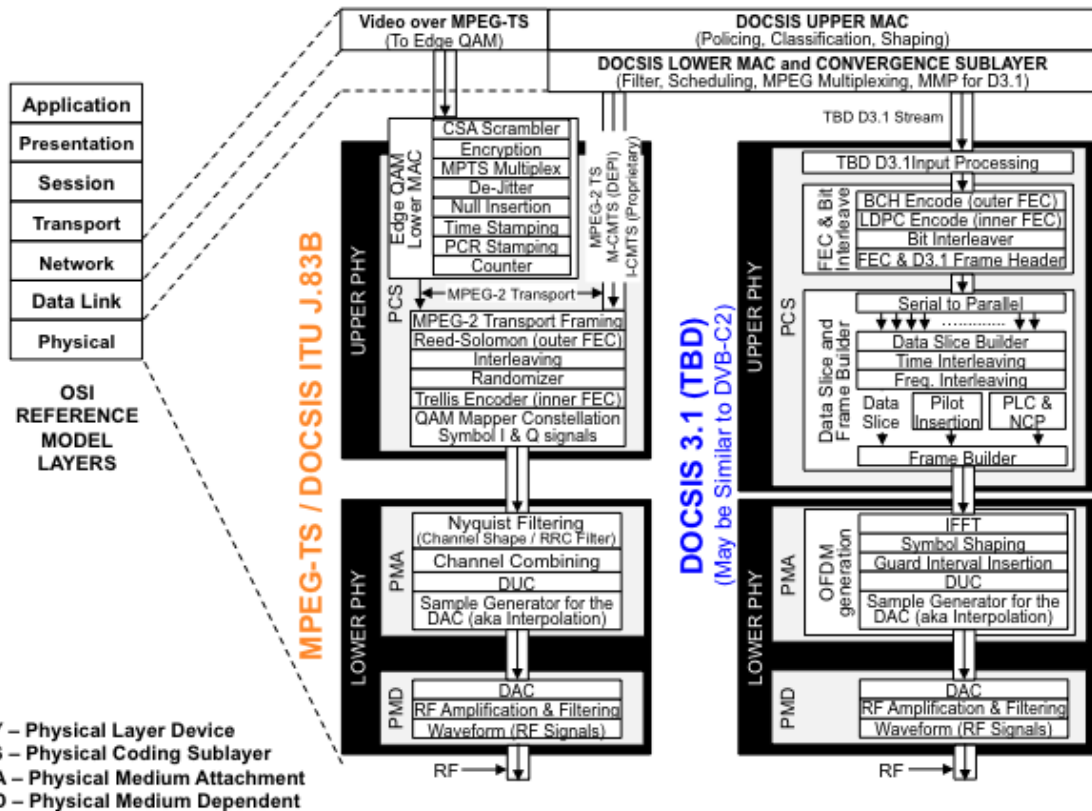 Video over MPEG-TS
(To Edge QAM)
DOCSIS UPPER MAC
(Policing, Classification, Shaping)
DOCSIS LOWER MAC and CONVERGENCE SUBLAYER
(Filter, Scheduling, MPEG Multiplexing, MMP for D3.1)
Application
Presentation
Session
Transport
Network
Data Link
Physical
OSI
REFERENCE
MODEL
LAYERS
MPEG-TS / DOCSIS ITU J.83B
UPPER PHY
PCS
Edge QAM
Lower MAC
CSA Scrambler
Encryption
MPTS Multiplex
De-Jitter
Null Insertion
Time Stamping
PCR Stamping
Counter
MPEG-2 TS
M-CMTS (DEPI)
I-CMTS (Proprietary)
MPEG-2 Transport
MPEG-2 Transport Framing
Reed-Solomon (outer FEC)
Interleaving
Randomizer
Trellis Encoder (inner FEC)
QAM Mapper Constellation
Symbol I & Q signals
LOWER PHY
PMA
Nyquist Filtering
(Channel Shape / RRC Filter)
Channel Combining
DUC
Sample Generator for the
DAC (aka Interpolation)
PMD
DAC
RF Amplification & Filtering
Waveform (RF Signals)
RF
DOCSIS 3.1 (TBD)
(May be Similar to DVB-C2)
TBD D3.1 Stream
UPPER PHY
PCS
TBD D3.1Input Processing
FEC & Bit
Interleave
BCH Encode (outer FEC)
LDPC Encode (inner FEC)
Bit Interleaver
FEC & D3.1 Frame Header
Data Slice and
Frame Builder
Serial to Parallel
Data Slice Builder
Time Interleaving
Freq. Interleaving
Data
Slice
Pilot
Insertion
PLC &
NCP
Frame Builder
LOWER PHY
PMA
OFDM
generation
IFFT
Symbol Shaping
Guard Interval Insertion
DUC
Sample Generator for the
DAC (aka Interpolation)
PMD
DAC
RF Amplification & Filtering
Waveform (RF Signals)
RF
Y – Physical Layer Device
S – Physical Coding Sublayer
A – Physical Medium Attachment
D – Physical Medium Dependent